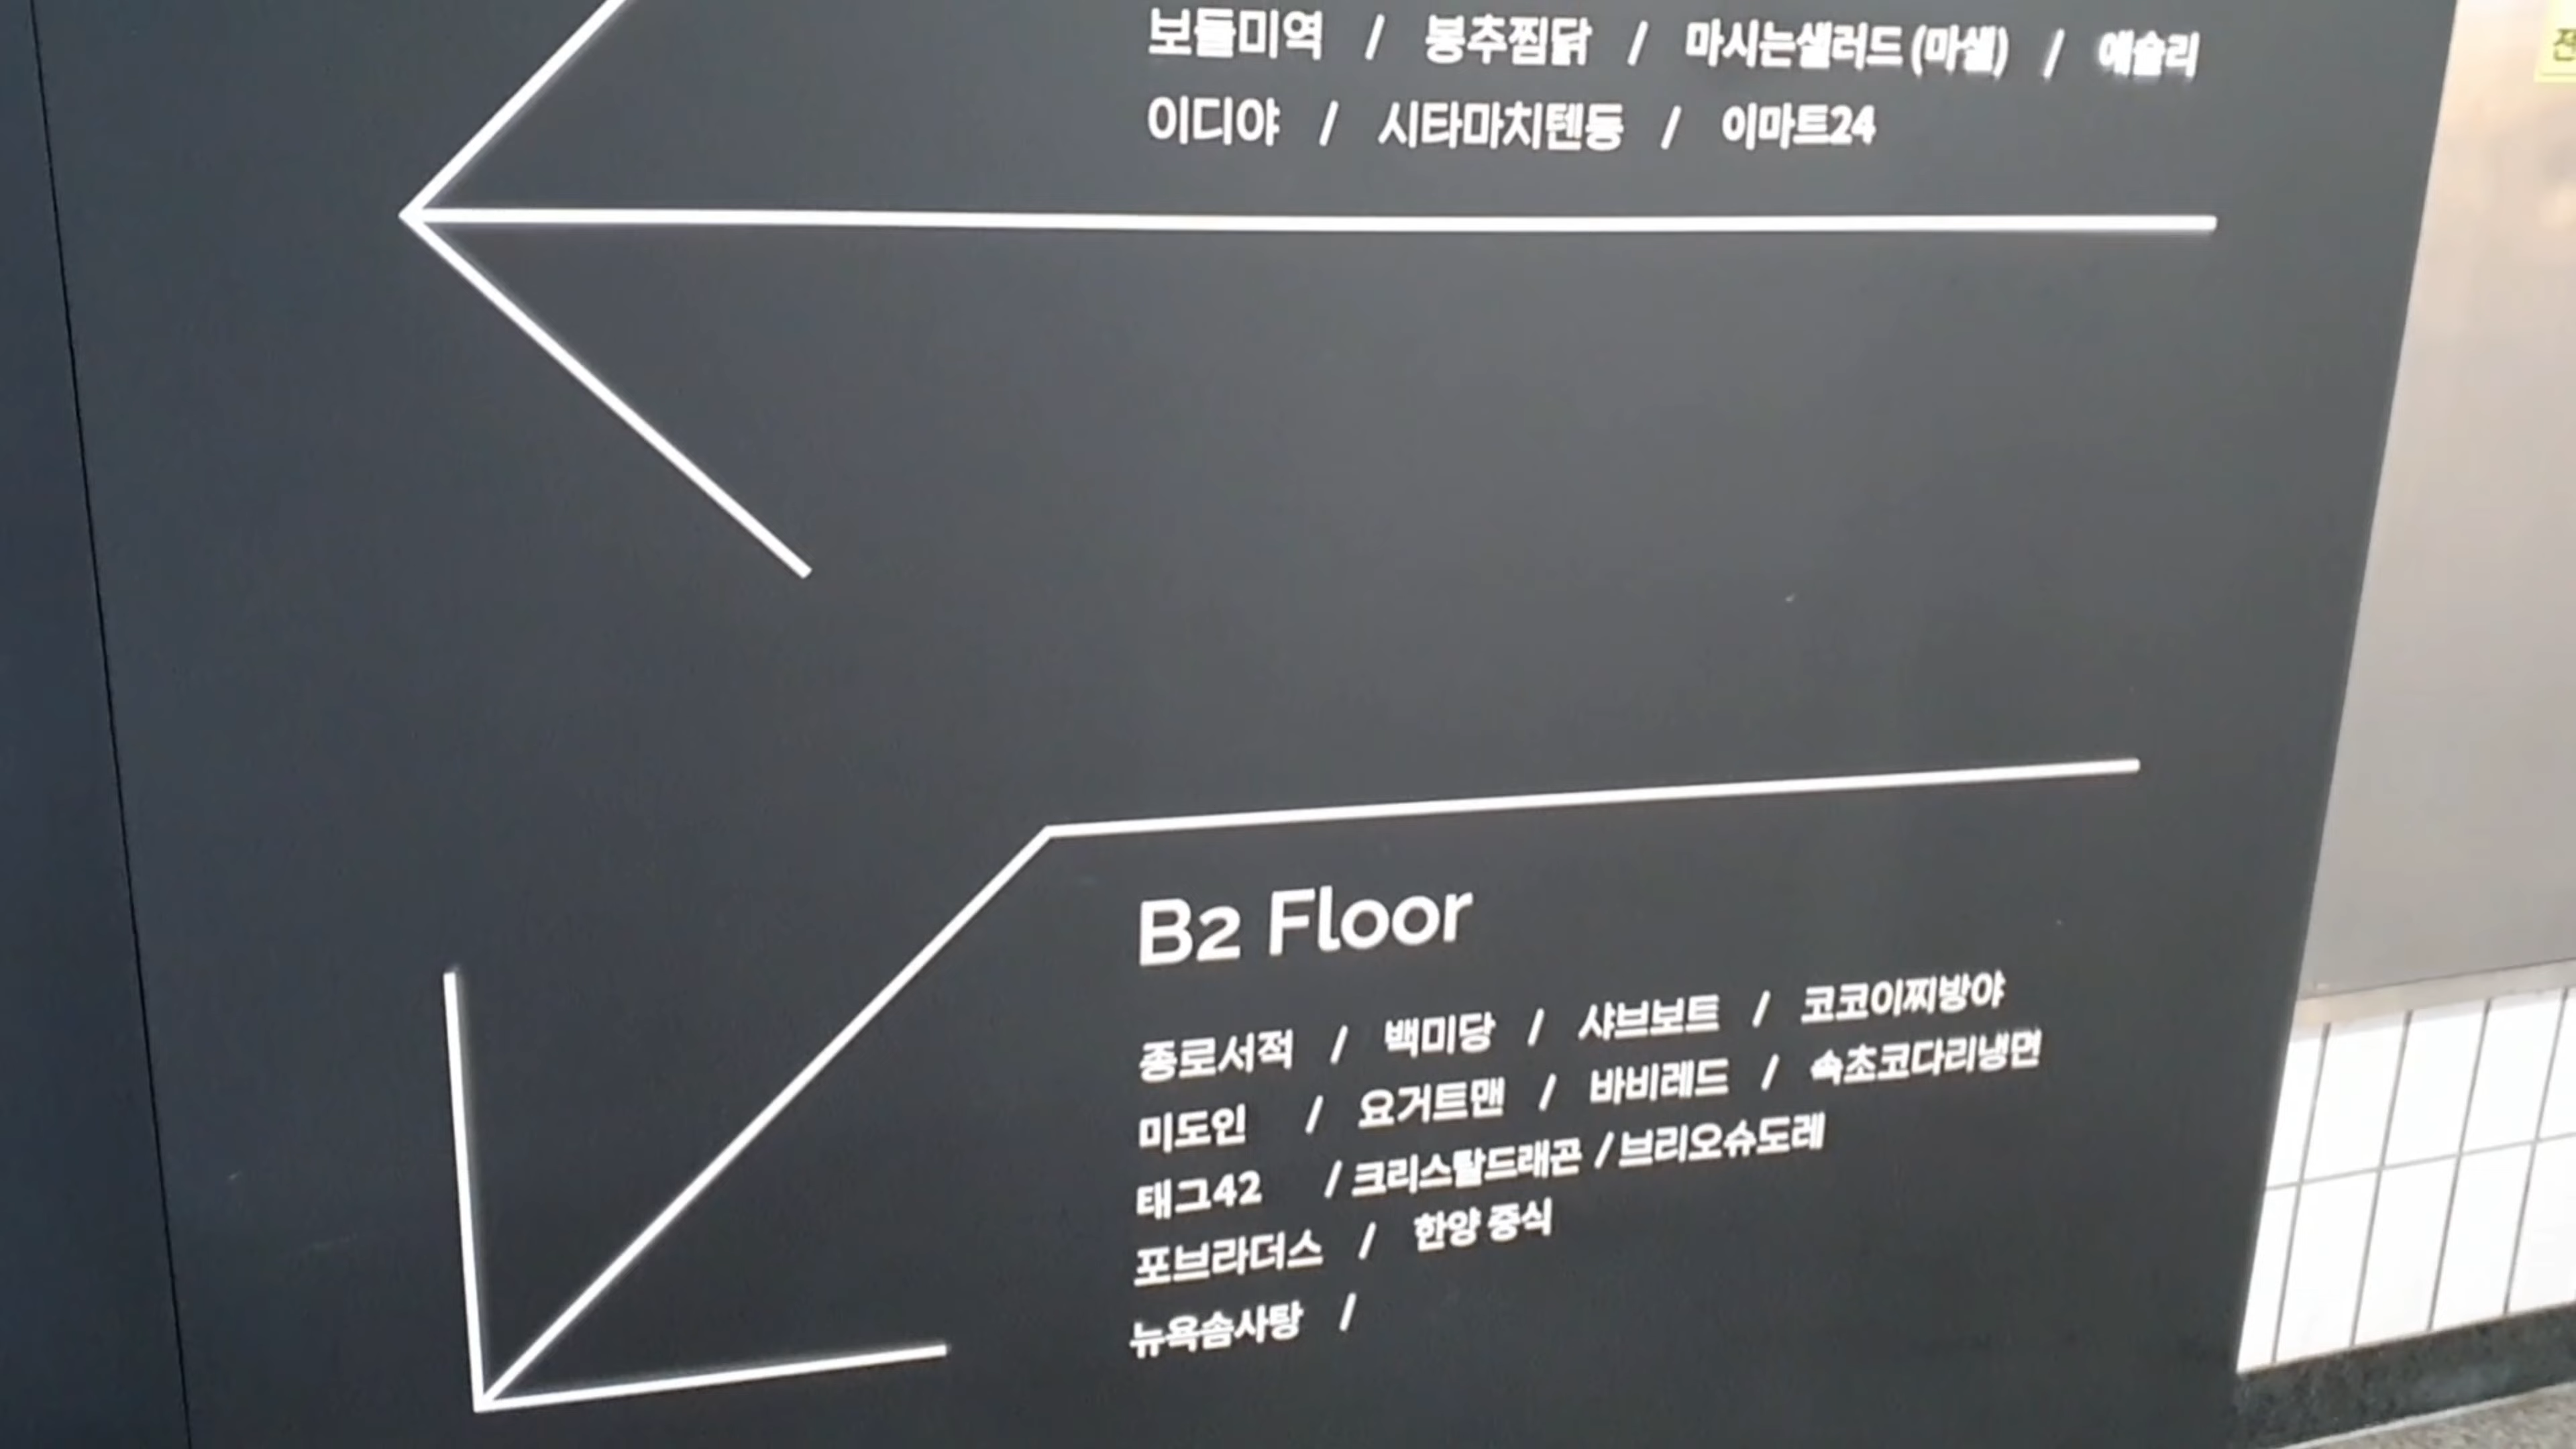 보들미역 / 봉추찜닭 / 마시는샐러드 (마샐) / 애슐리
이디야 / 시타마치텐동 / 이마트24
B2 Floor
종로서적 / 백미당 / 샤브보트 / 코코이찌방야
미도인 / 요거트맨 / 바비레드 / 속초코다리냉면
태그42 / 크리스탈드래곤 / 브리오슈도레
포브라더스 / 한양 중식
뉴욕솜사탕 /